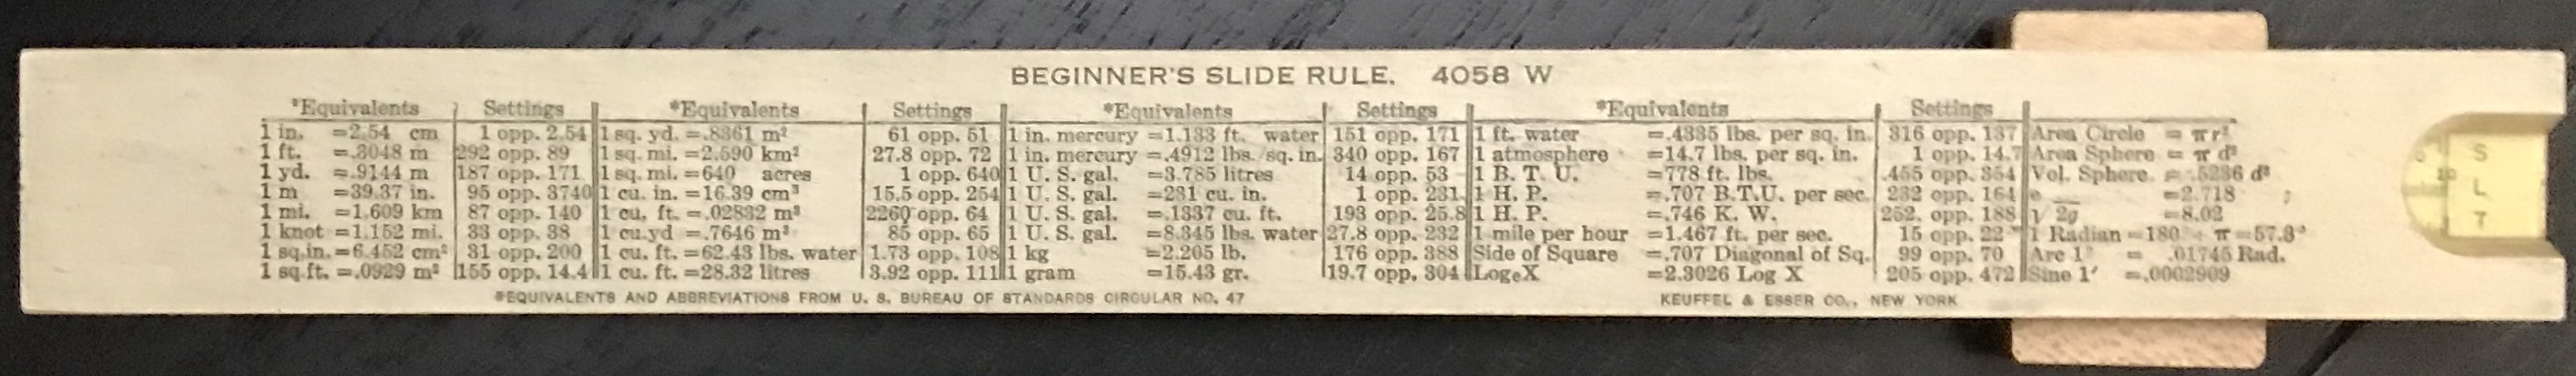 BEGINNER'S SLIDE RULE. 4058 W
*Equivalents Settings *Equivalents Settings *Equivalents Settings *Equivalents Settings
1 in. =2.54 cm 1 opp. 2.54 1 sq. yd. =.8361 m² 61 opp. 51 1 in. mercury =1.133 ft. water 151 opp. 171 1 ft. water =.4335 lbs. per sq. in. 316 opp. 137 Area Circle = πr²
1 ft. =.3048 m 292 opp. 89 1 sq. mi. =2.590 km² 27.8 opp. 72 1 in. mercury =.4912 lbs./sq. in. 340 opp. 167 1 atmosphere =14.7 lbs. per sq. in. 1 opp. 14.7 Area Sphere = π d²
1 yd. =.9144 m 187 opp. 171 1 sq. mi. =640 acres 1 opp. 640 1 U. S. gal. =3.785 litres 14 opp. 53 1 B. T. U. =778 ft. lbs. .455 opp. 354 Vol. Sphere = .5236 d³
1 m =39.37 in. 95 opp. 3740 1 cu. in. =16.39 cm³ 15.5 opp. 254 1 U. S. gal. =231 cu. in. 1 opp. 231 1 H. P. =.707 B.T.U. per sec. 232 opp. 164 e =2.718
1 mi. =1.609 km 87 opp. 140 1 cu. ft. =.02832 m³ 2260 opp. 64 1 U. S. gal. =.1337 cu. ft. 193 opp. 25.8 1 H. P. =.746 K. W. 252. opp. 188 √2g =8.02
1 knot =1.152 mi. 33 opp. 38 1 cu.yd =.7646 m³ 85 opp. 65 1 U. S. gal. =8.345 lbs. water 27.8 opp. 232 1 mile per hour =1.467 ft. per sec. 15 opp. 22 1 Radian =180 ÷ π =57.3°
1 sq.in. =6.452 cm² 31 opp. 200 1 cu. ft. =62.43 lbs. water 1.73 opp. 108 1 kg =2.205 lb. 176 opp. 388 Side of Square =.707 Diagonal of Sq. 99 opp. 70 Arc 1° = .01745 Rad.
1 sq.ft. =.0929 m² 155 opp. 14.4 1 cu. ft. =28.32 litres 3.92 opp. 111 1 gram =15.43 gr. 19.7 opp. 304 LogeX =2.3026 Log X 205 opp. 472 Sine 1′ =.0002909
*EQUIVALENTS AND ABBREVIATIONS FROM U. S. BUREAU OF STANDARDS CIRCULAR NO. 47 KEUFFEL & ESSER CO., NEW YORK
S
L
T